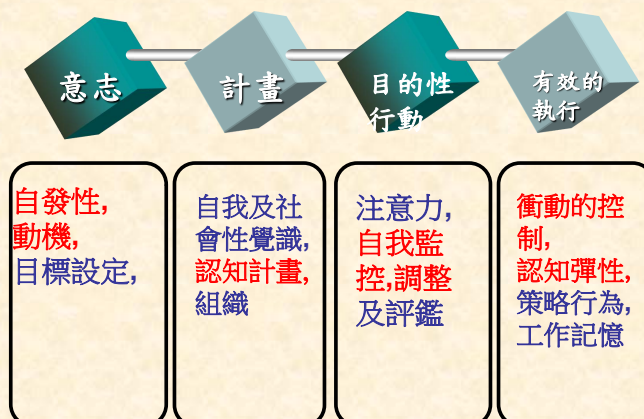 意志
計畫
目的性
行動
有效的
執行
自發性,
動機,
目標設定,
自我及社
會性覺識,
認知計畫,
組織
注意力,
自我監
控,調整
及評鑑
衝動的控
制,
認知彈性,
策略行為,
工作記憶